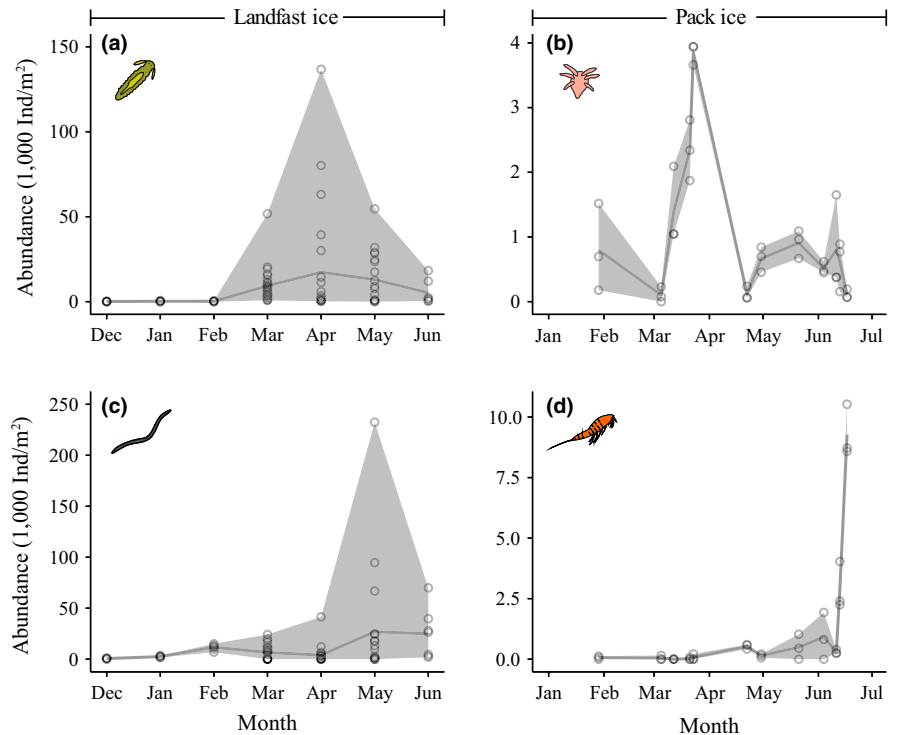 Landfast ice
Pack ice
(a)
150
100
50
0
Dec Jan Feb Mar Apr May Jun
Abundance (1,000 Ind/m²)
(b)
4
3
2
1
0
Jan Feb Mar Apr May Jun Jul
(c)
250
200
150
100
50
0
Dec Jan Feb Mar Apr May Jun
Month
Abundance (1,000 Ind/m²)
(d)
10.0
7.5
5.0
2.5
0.0
Jan Feb Mar Apr May Jun Jul
Month